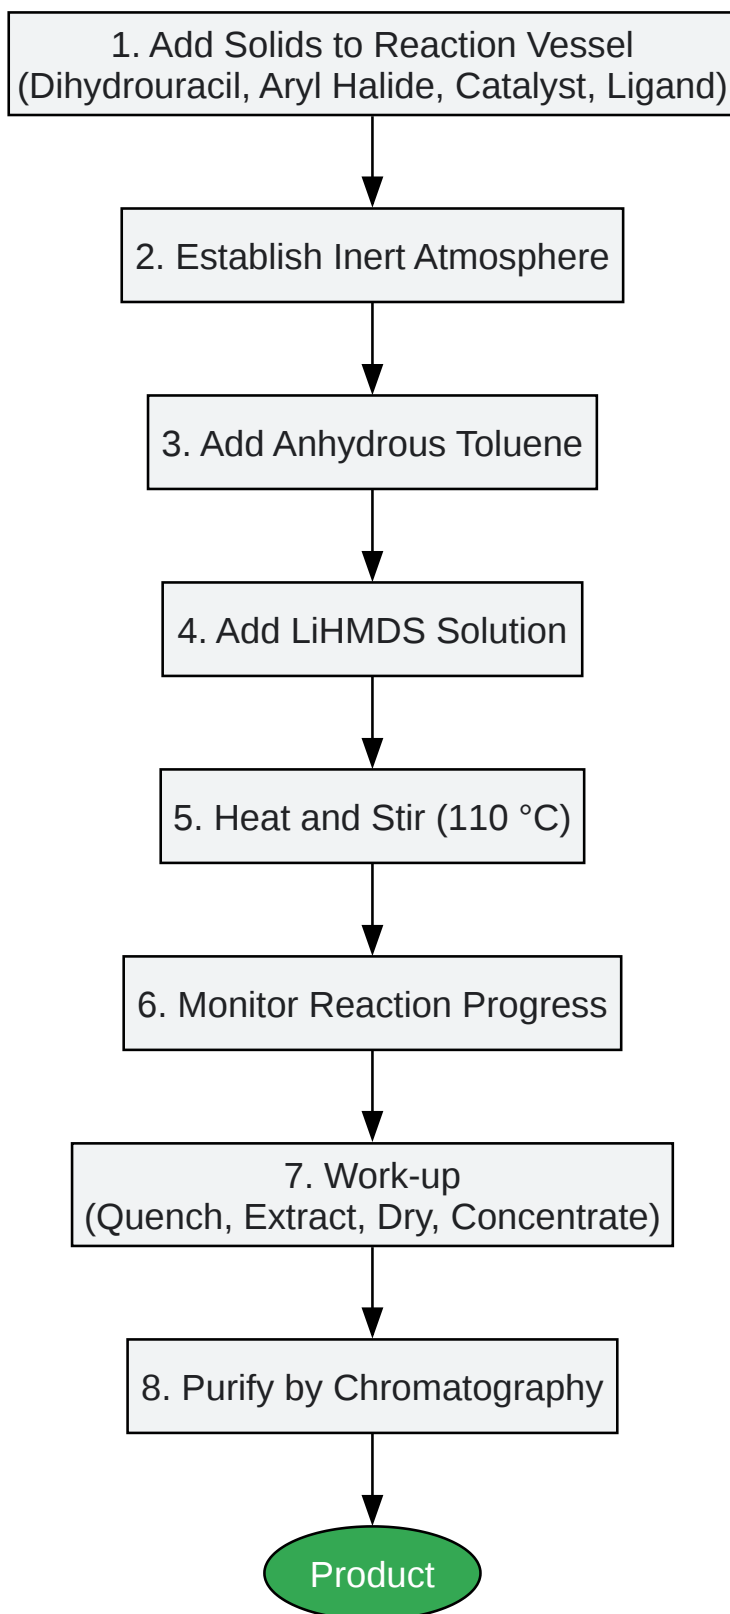 1. Add Solids to Reaction Vessel
(Dihydrouracil, Aryl Halide, Catalyst, Ligand)
2. Establish Inert Atmosphere
3. Add Anhydrous Toluene
4. Add LiHMDS Solution
5. Heat and Stir (110 °C)
6. Monitor Reaction Progress
7. Work-up
(Quench, Extract, Dry, Concentrate)
8. Purify by Chromatography
Product